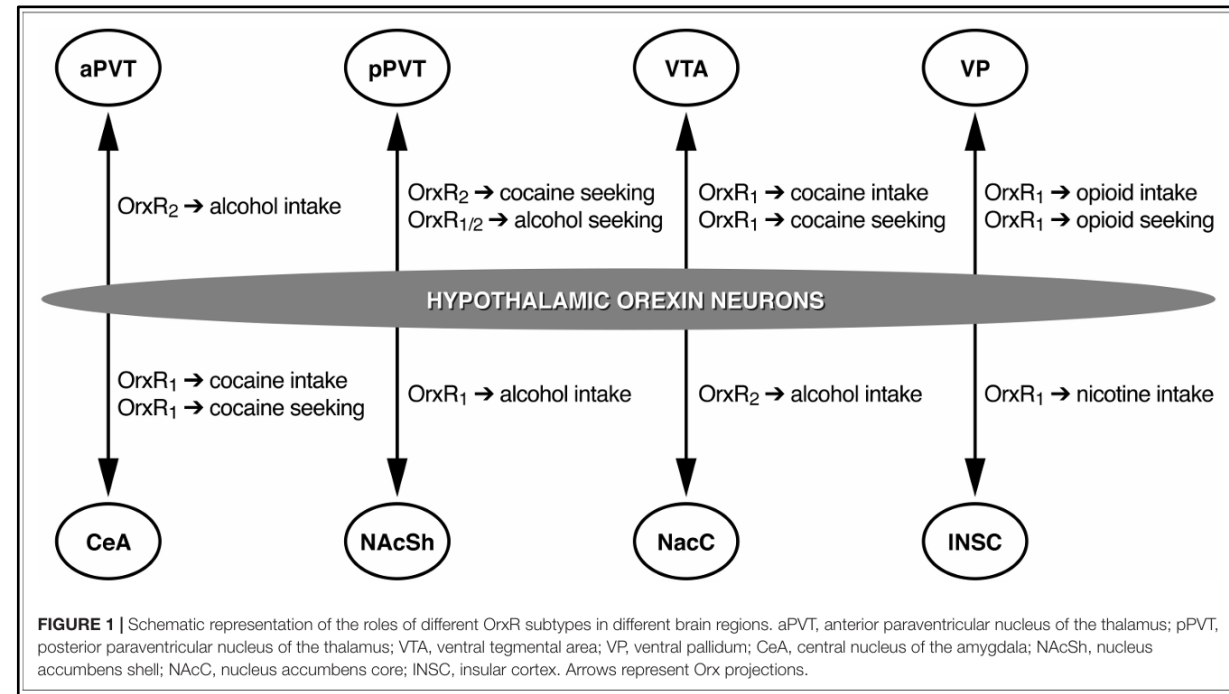 aPVT
pPVT
VTA
VP
OrxR₂ → alcohol intake
OrxR₂ → cocaine seeking
OrxR₁/₂ → alcohol seeking
OrxR₁ → cocaine intake
OrxR₁ → cocaine seeking
OrxR₁ → opioid intake
OrxR₁ → opioid seeking
HYPOTHALAMIC OREXIN NEURONS
OrxR₁ → cocaine intake
OrxR₁ → cocaine seeking
OrxR₁ → alcohol intake
OrxR₂ → alcohol intake
OrxR₁ → nicotine intake
CeA
NAcSh
NacC
INSC
FIGURE 1 | Schematic representation of the roles of different OrxR subtypes in different brain regions. aPVT, anterior paraventricular nucleus of the thalamus; pPVT,
posterior paraventricular nucleus of the thalamus; VTA, ventral tegmental area; VP, ventral pallidum; CeA, central nucleus of the amygdala; NAcSh, nucleus
accumbens shell; NAcC, nucleus accumbens core; INSC, insular cortex. Arrows represent Orx projections.